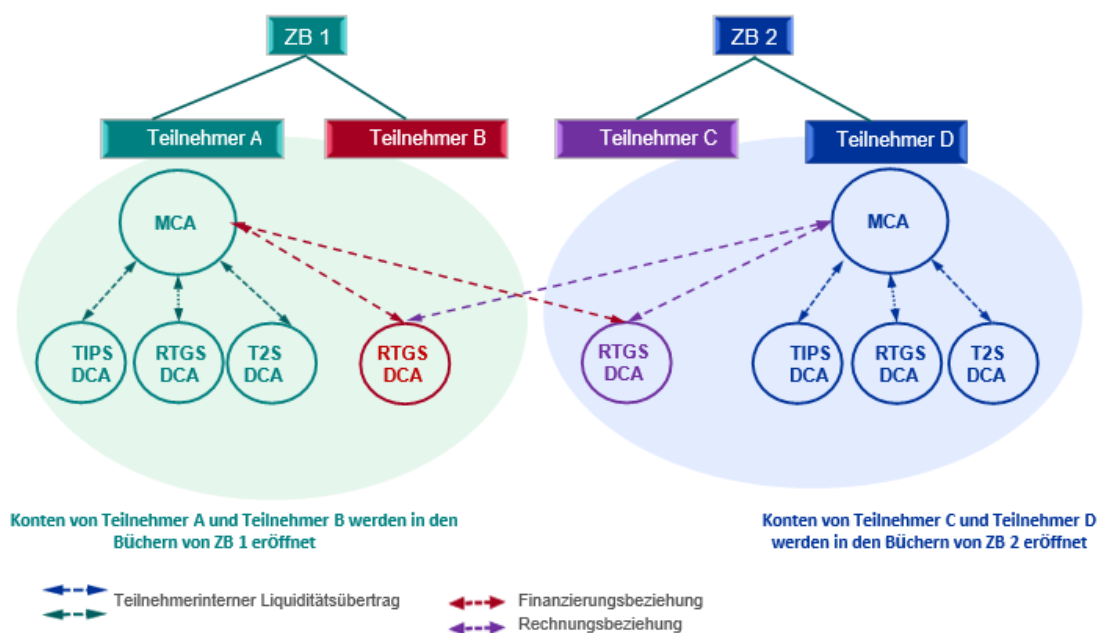 ZB 1
ZB 2
Teilnehmer A
Teilnehmer B
Teilnehmer C
Teilnehmer D
MCA
MCA
TIPS
DCA
RTGS
DCA
T2S
DCA
RTGS
DCA
RTGS
DCA
TIPS
DCA
RTGS
DCA
T2S
DCA
Konten von Teilnehmer A und Teilnehmer B werden in den
Büchern von ZB 1 eröffnet
Konten von Teilnehmer C und Teilnehmer D
werden in den Büchern von ZB 2 eröffnet
Teilnehmerinterner Liquiditätsübertrag
Finanzierungsbeziehung
Rechnungsbeziehung